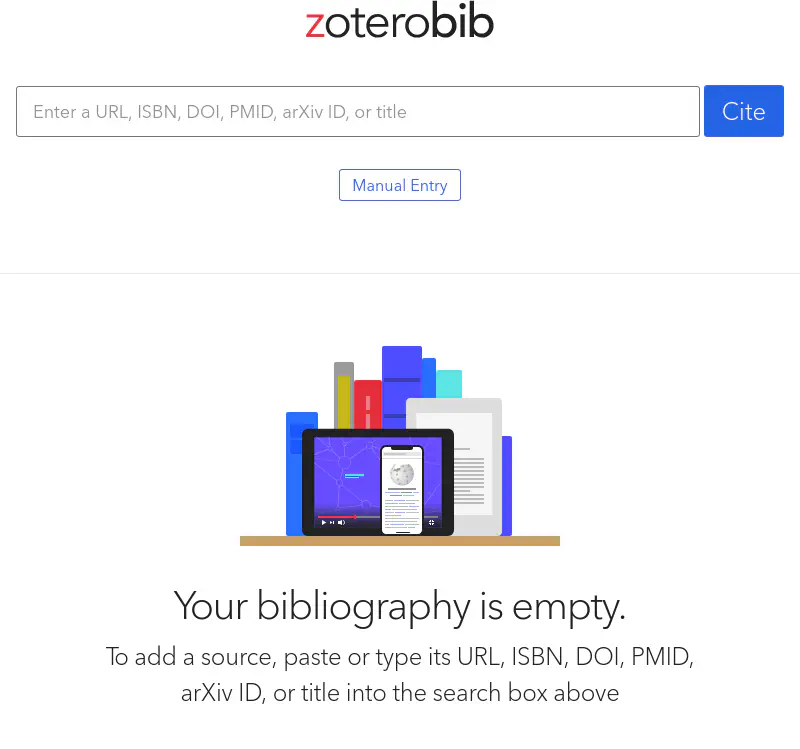 zoterobib
Enter a URL, ISBN, DOI, PMID, arXiv ID, or title
Cite
Manual Entry
Your bibliography is empty.
To add a source, paste or type its URL, ISBN, DOI, PMID,
arXiv ID, or title into the search box above